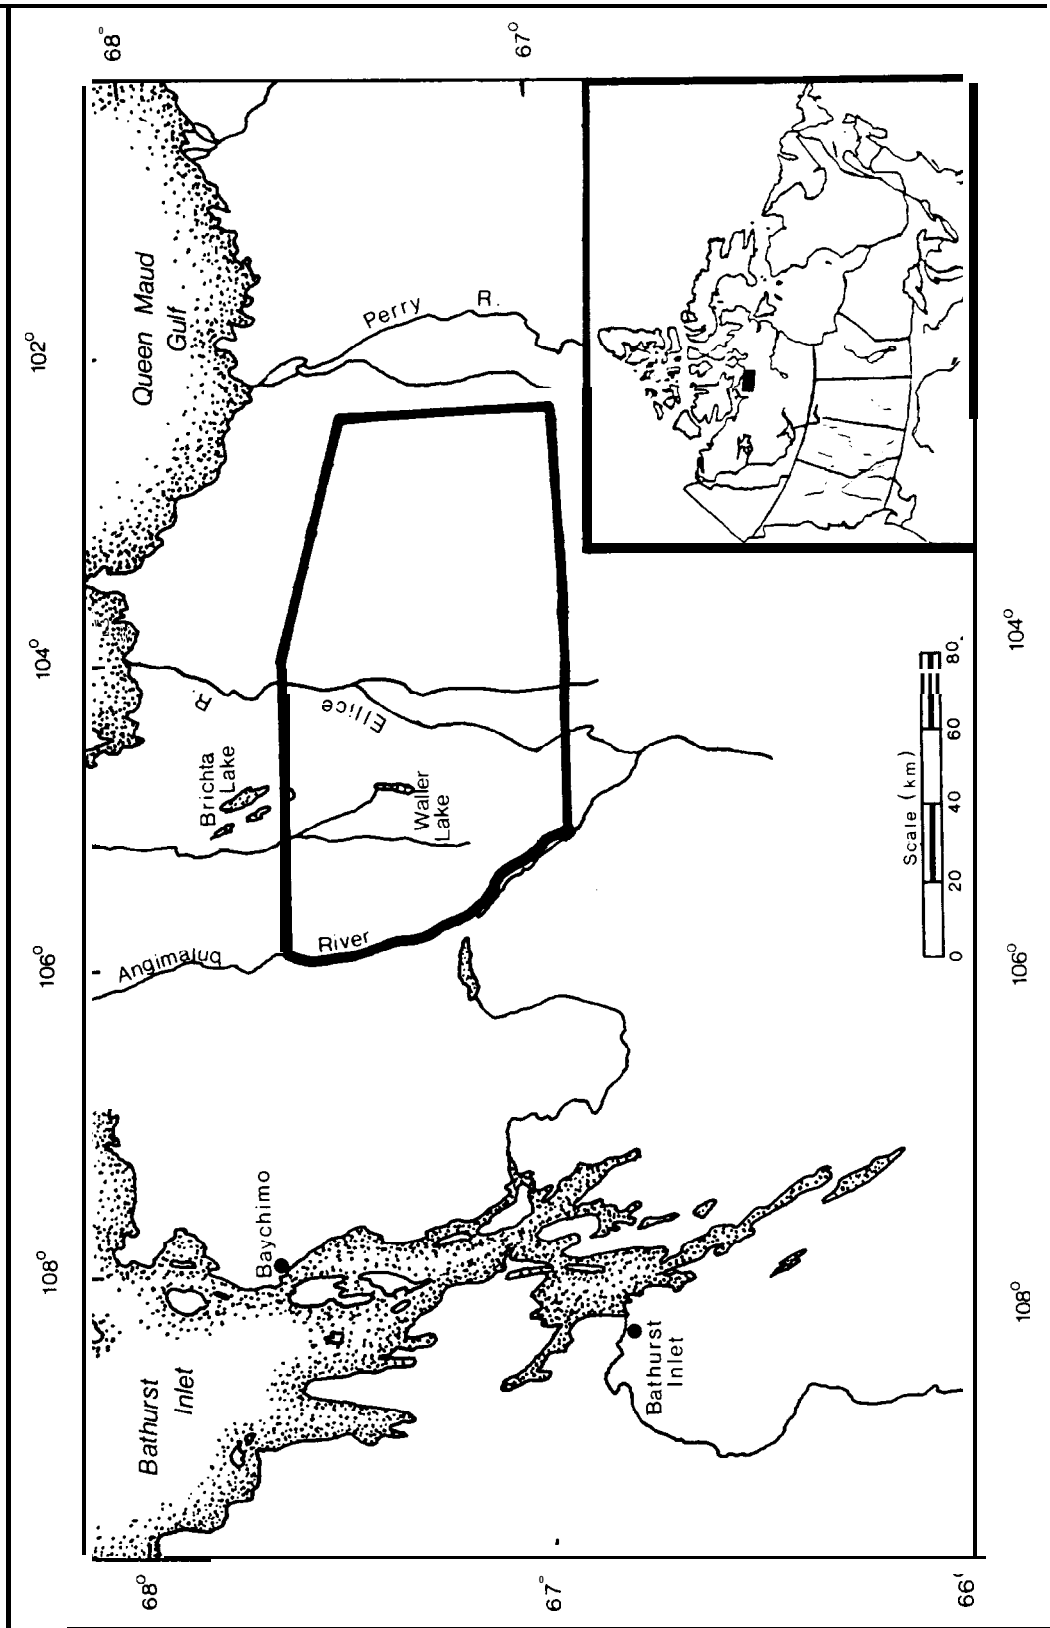 108°
106°
104°
102°
68°
68°
Bathurst
Inlet
Queen Maud
Gulf
Angimaluq
River
Brichta
Lake
R.
Baychimo
Ellice
Perry R.
Waller
Lake
67°
67°
Bathurst
Inlet
Scale (km)
0 20 40 60 80
66'
108°
106°
104°